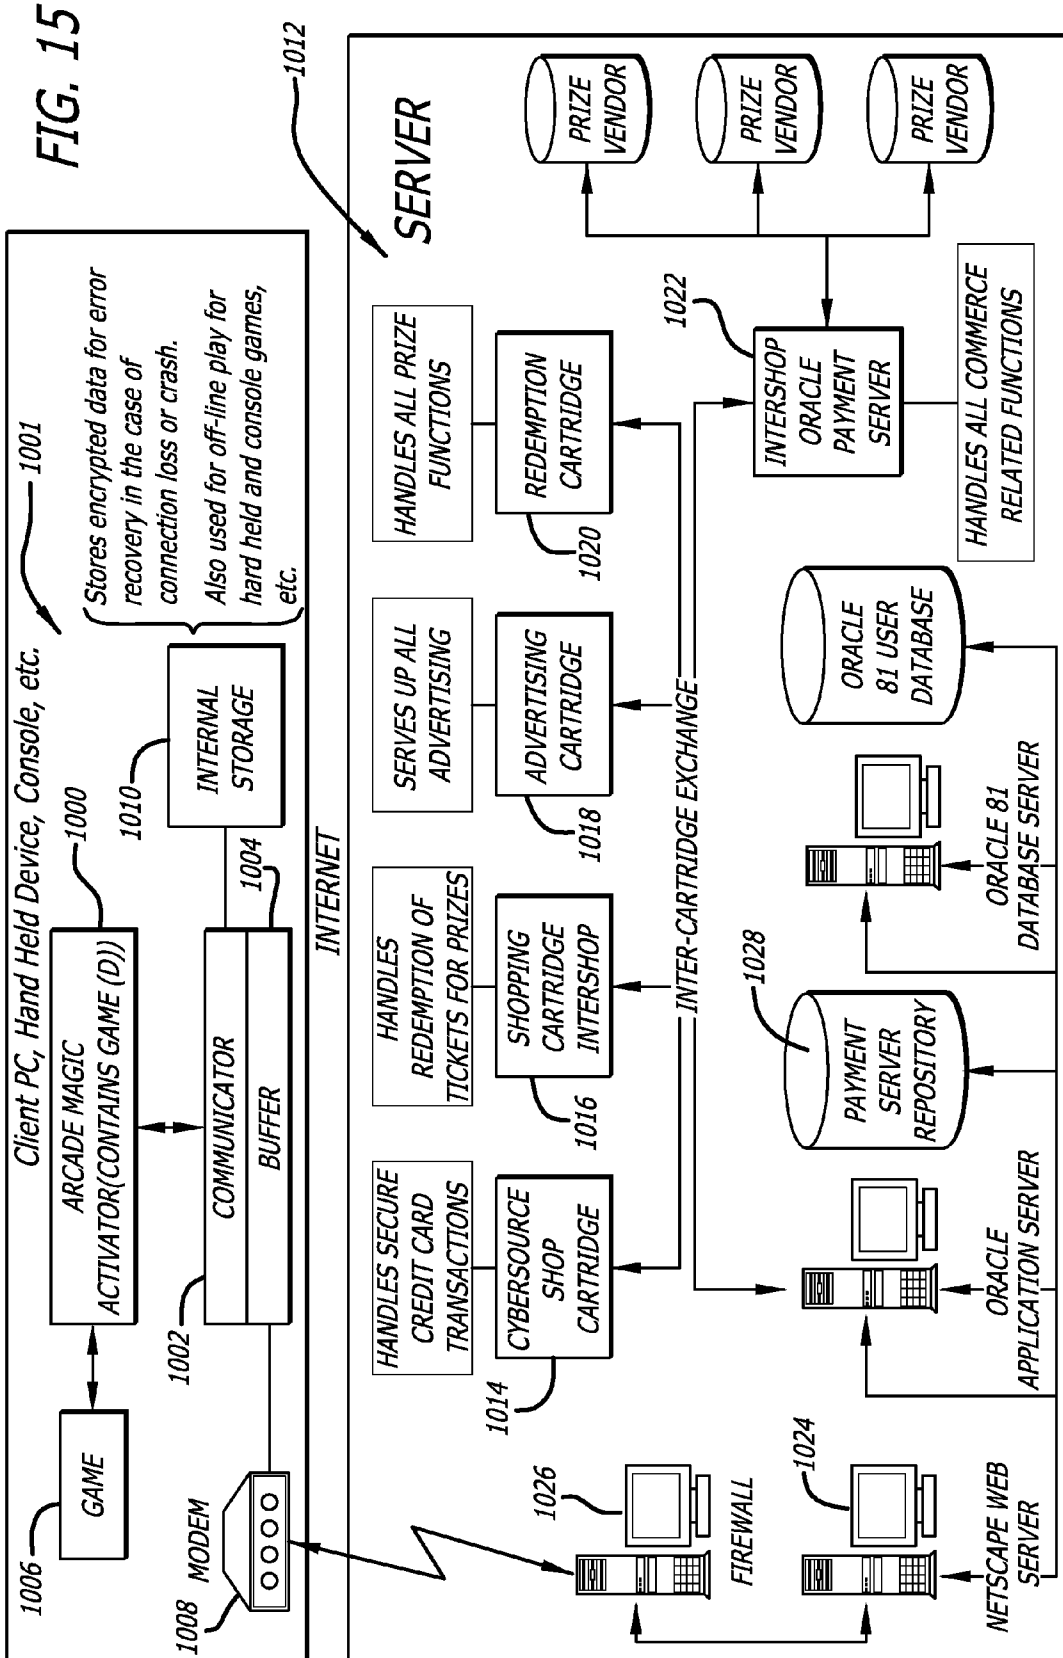 FIG. 15
Client PC, Hand Held Device, Console, etc.
1001
1006
GAME
ARCADE MAGIC
ACTIVATOR(CONTAINS GAME (D))
1000
1002
COMMUNICATOR
BUFFER
1004
1010
INTERNAL
STORAGE
Stores encrypted data for error
recovery in the case of
connection loss or crash.
Also used for off-line play for
hard held and console games,
etc.
1008
MODEM
INTERNET
1012
SERVER
HANDLES SECURE
CREDIT CARD
TRANSACTIONS
HANDLES
REDEMPTION OF
TICKETS FOR PRIZES
SERVES UP ALL
ADVERTISING
HANDLES ALL PRIZE
FUNCTIONS
CYBERSOURCE
SHOP
CARTRIDGE
1014
SHOPPING
CARTRIDGE
INTERSHOP
1016
ADVERTISING
CARTRIDGE
1018
REDEMPTION
CARTRIDGE
1020
PRIZE
VENDOR
PRIZE
VENDOR
PRIZE
VENDOR
INTER-CARTRIDGE EXCHANGE
1022
INTERSHOP
ORACLE
PAYMENT
SERVER
HANDLES ALL COMMERCE
RELATED FUNCTIONS
1026
FIREWALL
1024
NETSCAPE WEB
SERVER
ORACLE
APPLICATION SERVER
1028
PAYMENT
SERVER
REPOSITORY
ORACLE 81
DATABASE SERVER
ORACLE
81 USER
DATABASE